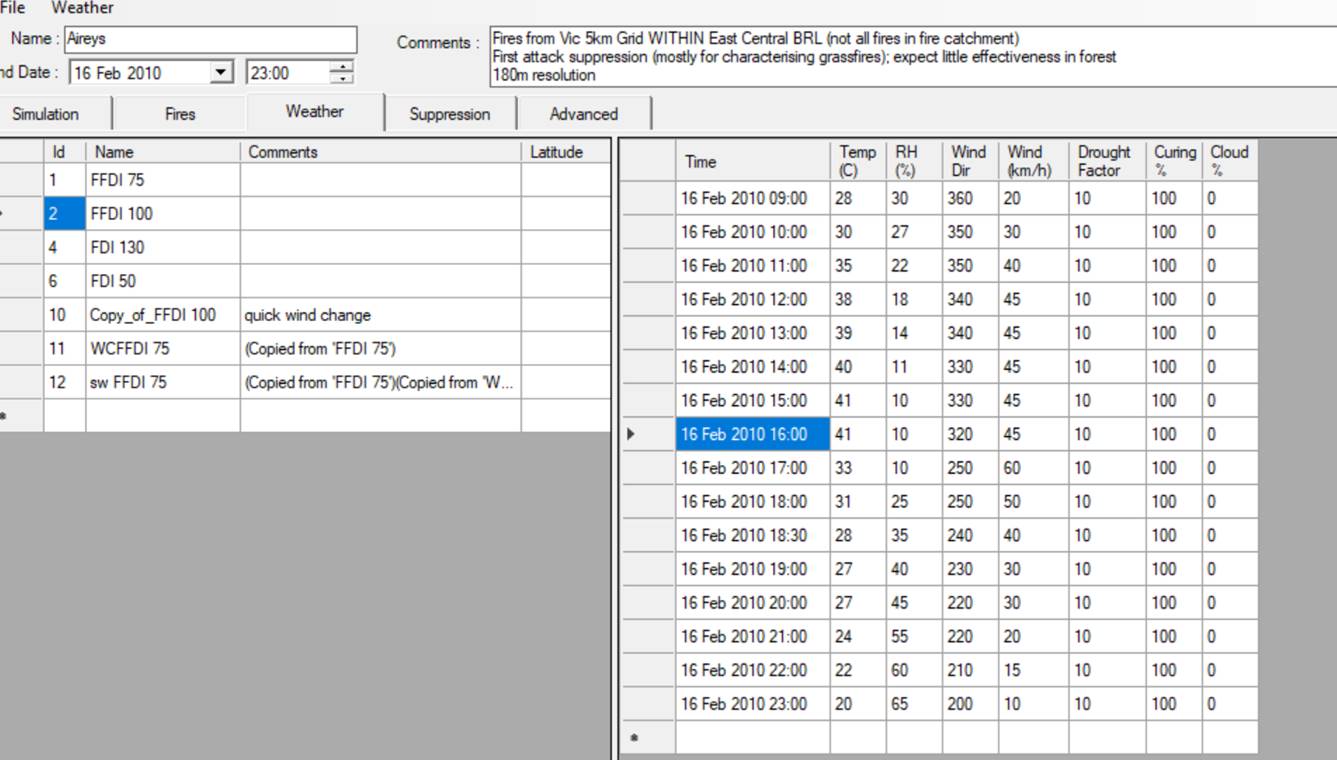 File Weather
Name : Aireys
Comments : Fires from Vic 5km Grid WITHIN East Central BRL (not all fires in fire catchment)
First attack suppression (mostly for characterising grassfires); expect little effectiveness in forest
180m resolution
nd Date : 16 Feb 2010 23:00
Simulation Fires Weather Suppression Advanced
Id Name Comments Latitude
1 FFDI 75
2 FFDI 100
4 FDI 130
6 FDI 50
10 Copy_of_FFDI 100 quick wind change
11 WCFFDI 75 (Copied from 'FFDI 75')
12 sw FFDI 75 (Copied from 'FFDI 75')(Copied from 'W...
*
Time Temp (C) RH (%) Wind Dir Wind (km/h) Drought Factor Curing % Cloud %
16 Feb 2010 09:00 28 30 360 20 10 100 0
16 Feb 2010 10:00 30 27 350 30 10 100 0
16 Feb 2010 11:00 35 22 350 40 10 100 0
16 Feb 2010 12:00 38 18 340 45 10 100 0
16 Feb 2010 13:00 39 14 340 45 10 100 0
16 Feb 2010 14:00 40 11 330 45 10 100 0
16 Feb 2010 15:00 41 10 330 45 10 100 0
16 Feb 2010 16:00 41 10 320 45 10 100 0
16 Feb 2010 17:00 33 10 250 60 10 100 0
16 Feb 2010 18:00 31 25 250 50 10 100 0
16 Feb 2010 18:30 28 35 240 40 10 100 0
16 Feb 2010 19:00 27 40 230 30 10 100 0
16 Feb 2010 20:00 27 45 220 30 10 100 0
16 Feb 2010 21:00 24 55 220 20 10 100 0
16 Feb 2010 22:00 22 60 210 15 10 100 0
16 Feb 2010 23:00 20 65 200 10 10 100 0
*